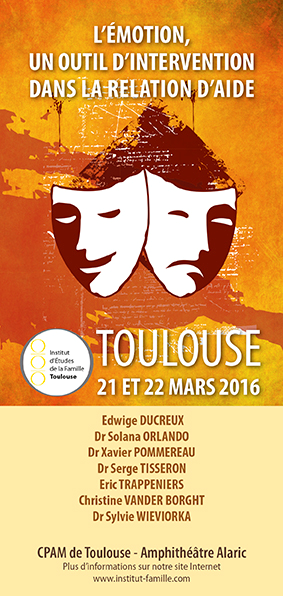 L'ÉMOTION,
UN OUTIL D'INTERVENTION
DANS LA RELATION D'AIDE
Institut
d'Études
de la Famille
Toulouse
TOULOUSE
21 ET 22 MARS 2016
Edwige DUCREUX
Dr Solana ORLANDO
Dr Xavier POMMEREAU
Dr Serge TISSERON
Eric TRAPPENIERS
Christine VANDER BORGHT
Dr Sylvie WIEVIORKA
CPAM de Toulouse - Amphithéâtre Alaric
Plus d'informations sur notre site Internet
www.institut-famille.com